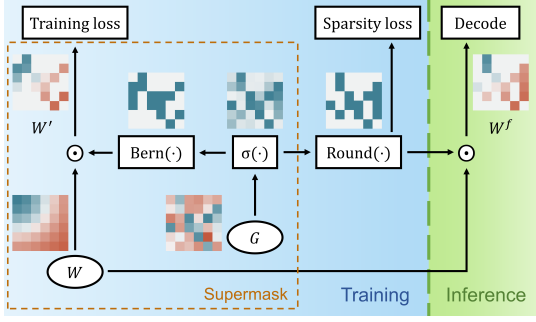 Training loss
Sparsity loss
Decode
W′
W^f
Bern(·)
σ(·)
Round(·)
⊙
⊙
G
W
Supermask
Training
Inference